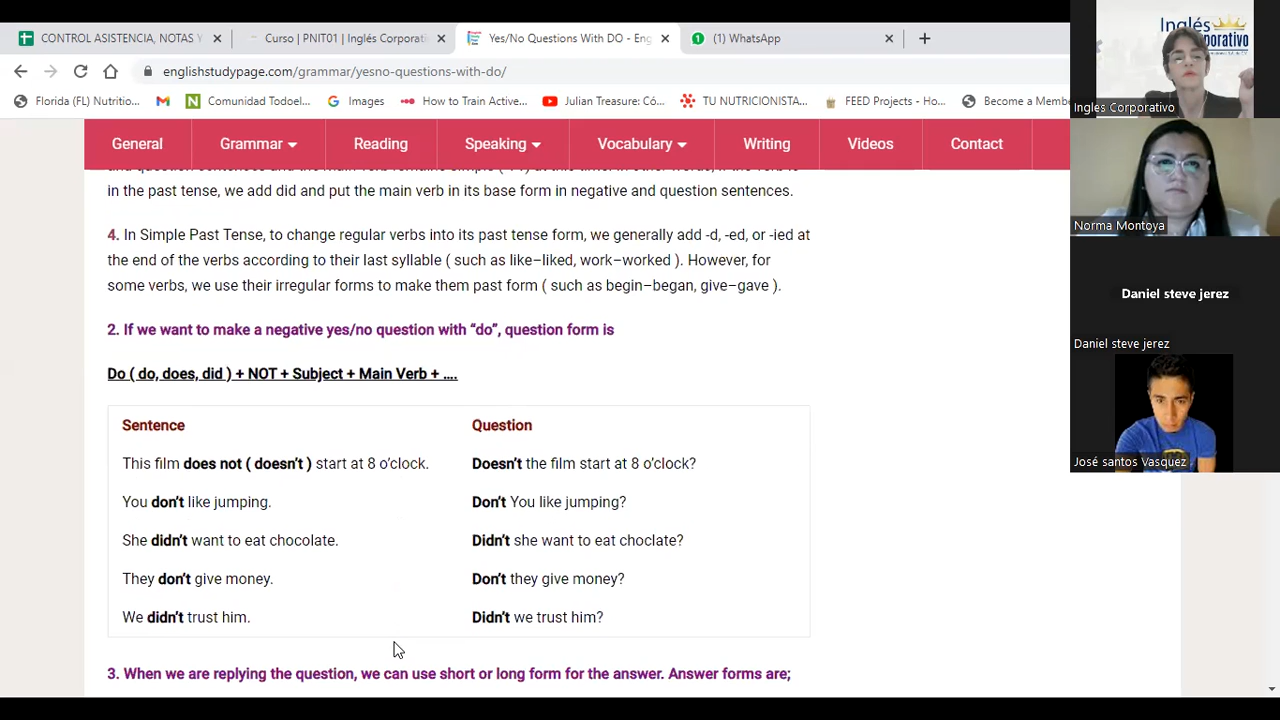 CONTROL ASISTENCIA, NOTAS Y
Curso | PNIT01 | Inglés Corporati
Yes/No Questions With DO - Eng
(1) WhatsApp
englishstudypage.com/grammar/yesno-questions-with-do/
Florida (FL) Nutritio...
Comunidad Todoel...
Images
How to Train Active...
Julian Treasure: Có...
TU NUTRICIONISTA...
FEED Projects - Ho...
Become a Membe
General
Grammar
Reading
Speaking
Vocabulary
Writing
Videos
Contact
in the past tense, we add did and put the main verb in its base form in negative and question sentences.
4. In Simple Past Tense, to change regular verbs into its past tense form, we generally add -d, -ed, or -ied at
the end of the verbs according to their last syllable ( such as like–liked, work–worked ). However, for
some verbs, we use their irregular forms to make them past form ( such as begin–began, give–gave ).
2. If we want to make a negative yes/no question with “do”, question form is
Do ( do, does, did ) + NOT + Subject + Main Verb + ….
Sentence Question
This film does not ( doesn’t ) start at 8 o’clock. Doesn’t the film start at 8 o’clock?
You don’t like jumping. Don’t You like jumping?
She didn’t want to eat chocolate. Didn’t she want to eat choclate?
They don’t give money. Don’t they give money?
We didn’t trust him. Didn’t we trust him?
3. When we are replying the question, we can use short or long form for the answer. Answer forms are;
Inglés
Ingles Corporativo
Norma Montoya
Daniel steve jerez
Daniel steve jerez
José santos Vasquez